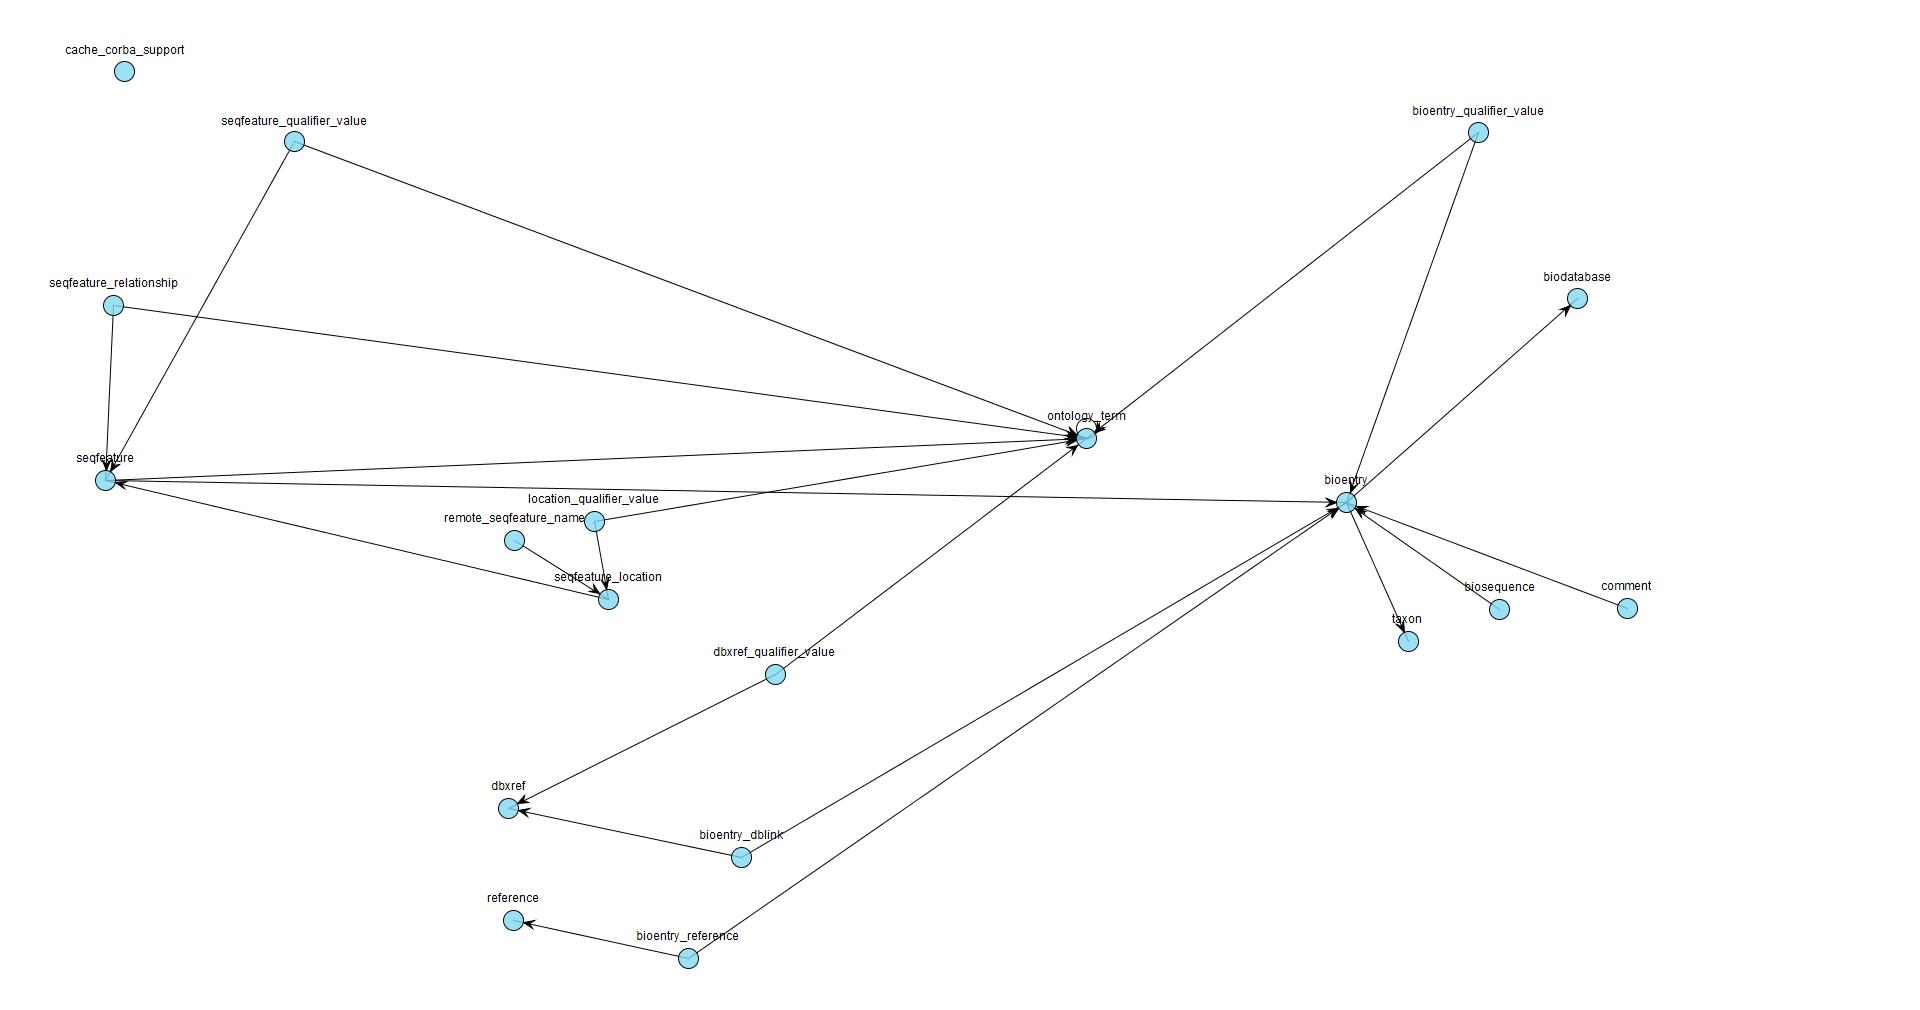 cache_corba_support
bioentry_qualifier_value
seqfeature_qualifier_value
biodatabase
seqfeature_relationship
ontology_term
seqfeature
bioentry
location_qualifier_value
remote_seqfeature_name
seqfeature_location
comment
biosequence
taxon
dbxref_qualifier_value
dbxref
bioentry_dblink
reference
bioentry_reference